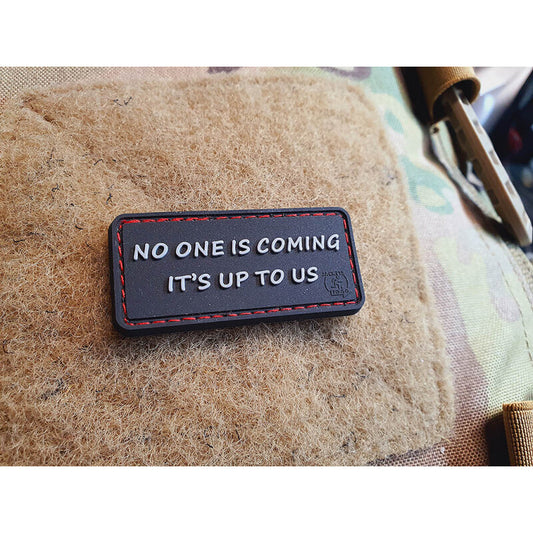 NO ONE IS COMING
IT'S UP TO US